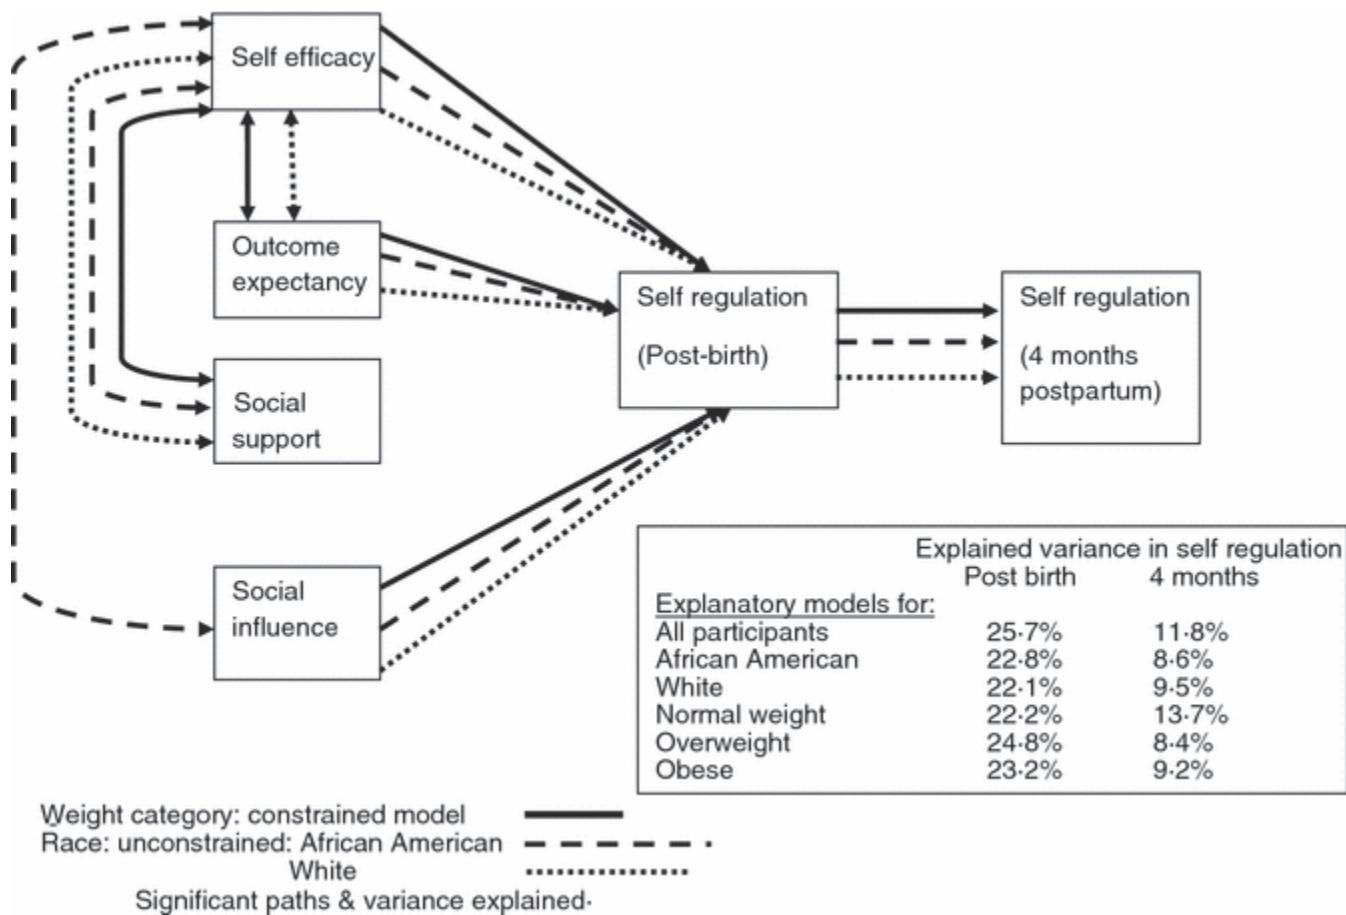 Self efficacy
Outcome
expectancy
Social
support
Social
influence
Self regulation
(Post-birth)
Self regulation
(4 months
postpartum)
Explained variance in self regulation
Post birth 4 months
Explanatory models for:
All participants 25·7% 11·8%
African American 22·8% 8·6%
White 22·1% 9·5%
Normal weight 22·2% 13·7%
Overweight 24·8% 8·4%
Obese 23·2% 9·2%
Weight category: constrained model
Race: unconstrained: African American
White
Significant paths & variance explained·